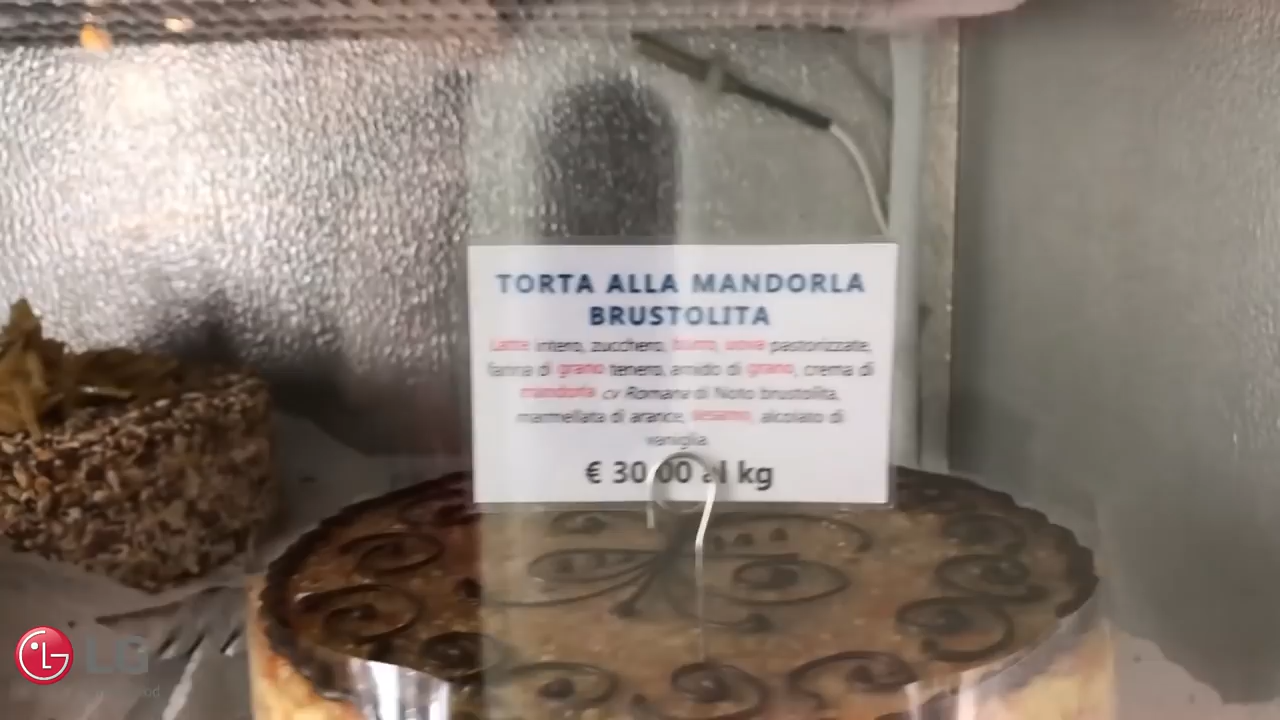 TORTA ALLA MANDORLA
BRUSTOLITA
Latte intero, zucchero, burro, uova pastorizzate,
farina di grano tenero, amido di grano, crema di
mandorla cv Romana di Noto brustolita,
marmellata di arance, sesamo, alcolato di
vaniglia
€ 30,00 al kg
LG